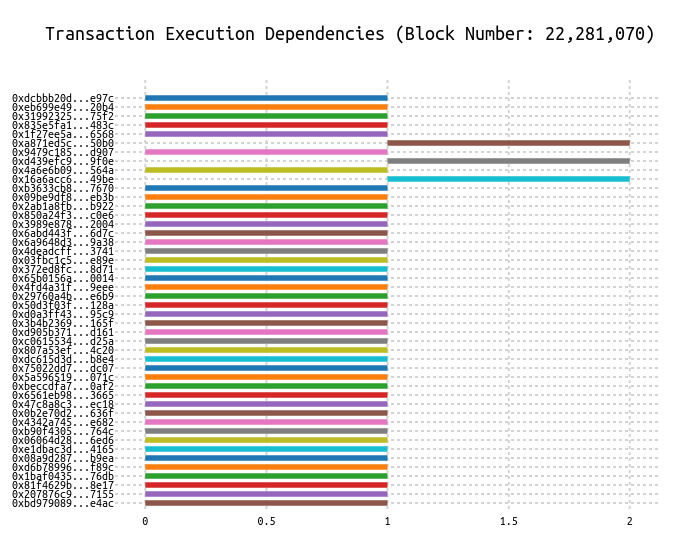 Transaction Execution Dependencies (Block Number: 22,281,070)
0xdcbbb20d...e97c
0xeb699e49...20b4
0x31992325...75f2
0x835e5fa1...483c
0x1f27ee5a...6568
0xa871ed5c...50b0
0x9479c185...d907
0xd439efc9...9f0e
0x4a6e6b09...564a
0x16a6acc6...49be
0xb3633cb8...7670
0x09be9df8...eb3b
0x2ab1a8fb...b922
0x850a24f3...c0e6
0x3989e878...2004
0x6abd443f...6d7c
0x6a9648d3...9a38
0x4deadcff...3741
0x03fbc1c5...e89e
0x372ed8fc...8d71
0x65b0156a...0014
0x4fd4a31f...9eee
0x29760a4b...e6b9
0x50d3f03f...128a
0xd0a3ff43...95c9
0x3b4b2369...165f
0xd905b371...d161
0xc0615534...d25a
0x807a53ef...4c20
0xdc615d3d...b8e4
0x75022dd7...dc07
0x5a596519...071c
0xbeccdfa7...0af2
0x6561eb98...3665
0x47c8a8c3...ec18
0x0b2e70d2...636f
0x4342a745...e682
0xb90f4305...764c
0x06064d28...6ed6
0xe1dbac3d...4165
0x08a9d287...b9ea
0xd6b78996...f89c
0x1baf0435...76db
0x81f4629b...8e17
0x207876c9...7155
0xbd979089...e4ac
0 0.5 1 1.5 2